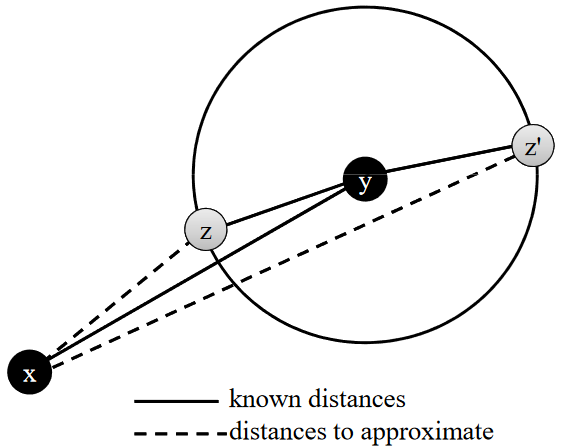 z'
y
z
x
known distances
distances to approximate